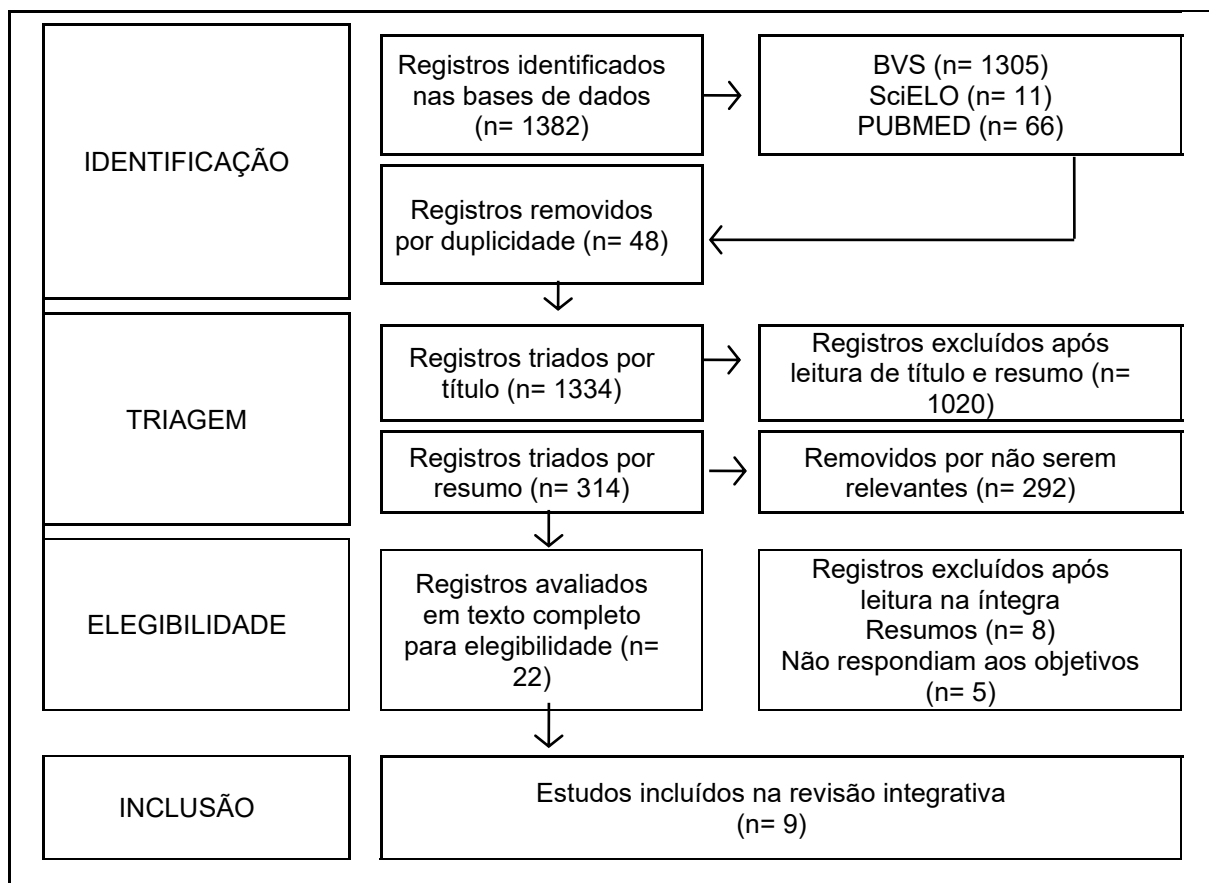 IDENTIFICAÇÃO
Registros identificados
nas bases de dados
(n= 1382)
BVS (n= 1305)
SciELO (n= 11)
PUBMED (n= 66)
Registros removidos
por duplicidade (n= 48)
TRIAGEM
Registros triados por
título (n= 1334)
Registros excluídos após
leitura de título e resumo (n=
1020)
Registros triados por
resumo (n= 314)
Removidos por não serem
relevantes (n= 292)
ELEGIBILIDADE
Registros avaliados
em texto completo
para elegibilidade (n=
22)
Registros excluídos após
leitura na íntegra
Resumos (n= 8)
Não respondiam aos objetivos
(n= 5)
INCLUSÃO
Estudos incluídos na revisão integrativa
(n= 9)